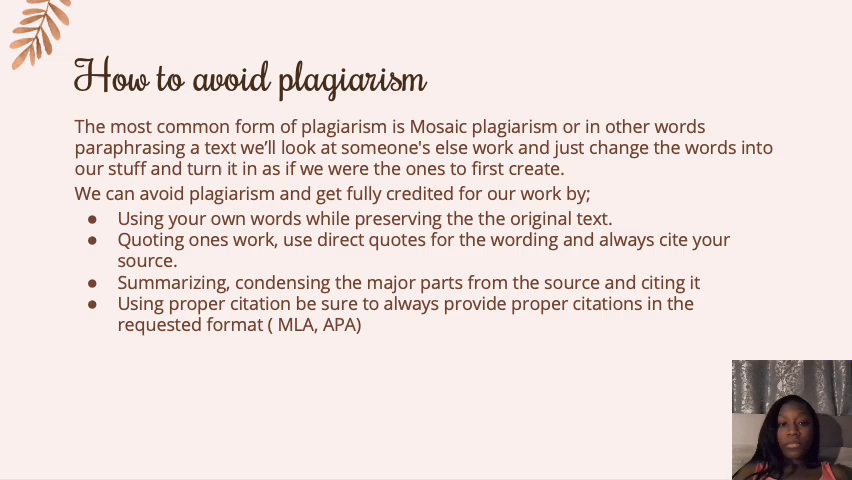 How to avoid plagiarism
The most common form of plagiarism is Mosaic plagiarism or in other words
paraphrasing a text we’ll look at someone's else work and just change the words into
our stuff and turn it in as if we were the ones to first create.
We can avoid plagiarism and get fully credited for our work by;
● Using your own words while preserving the the original text.
● Quoting ones work, use direct quotes for the wording and always cite your
source.
● Summarizing, condensing the major parts from the source and citing it
● Using proper citation be sure to always provide proper citations in the
requested format ( MLA, APA)